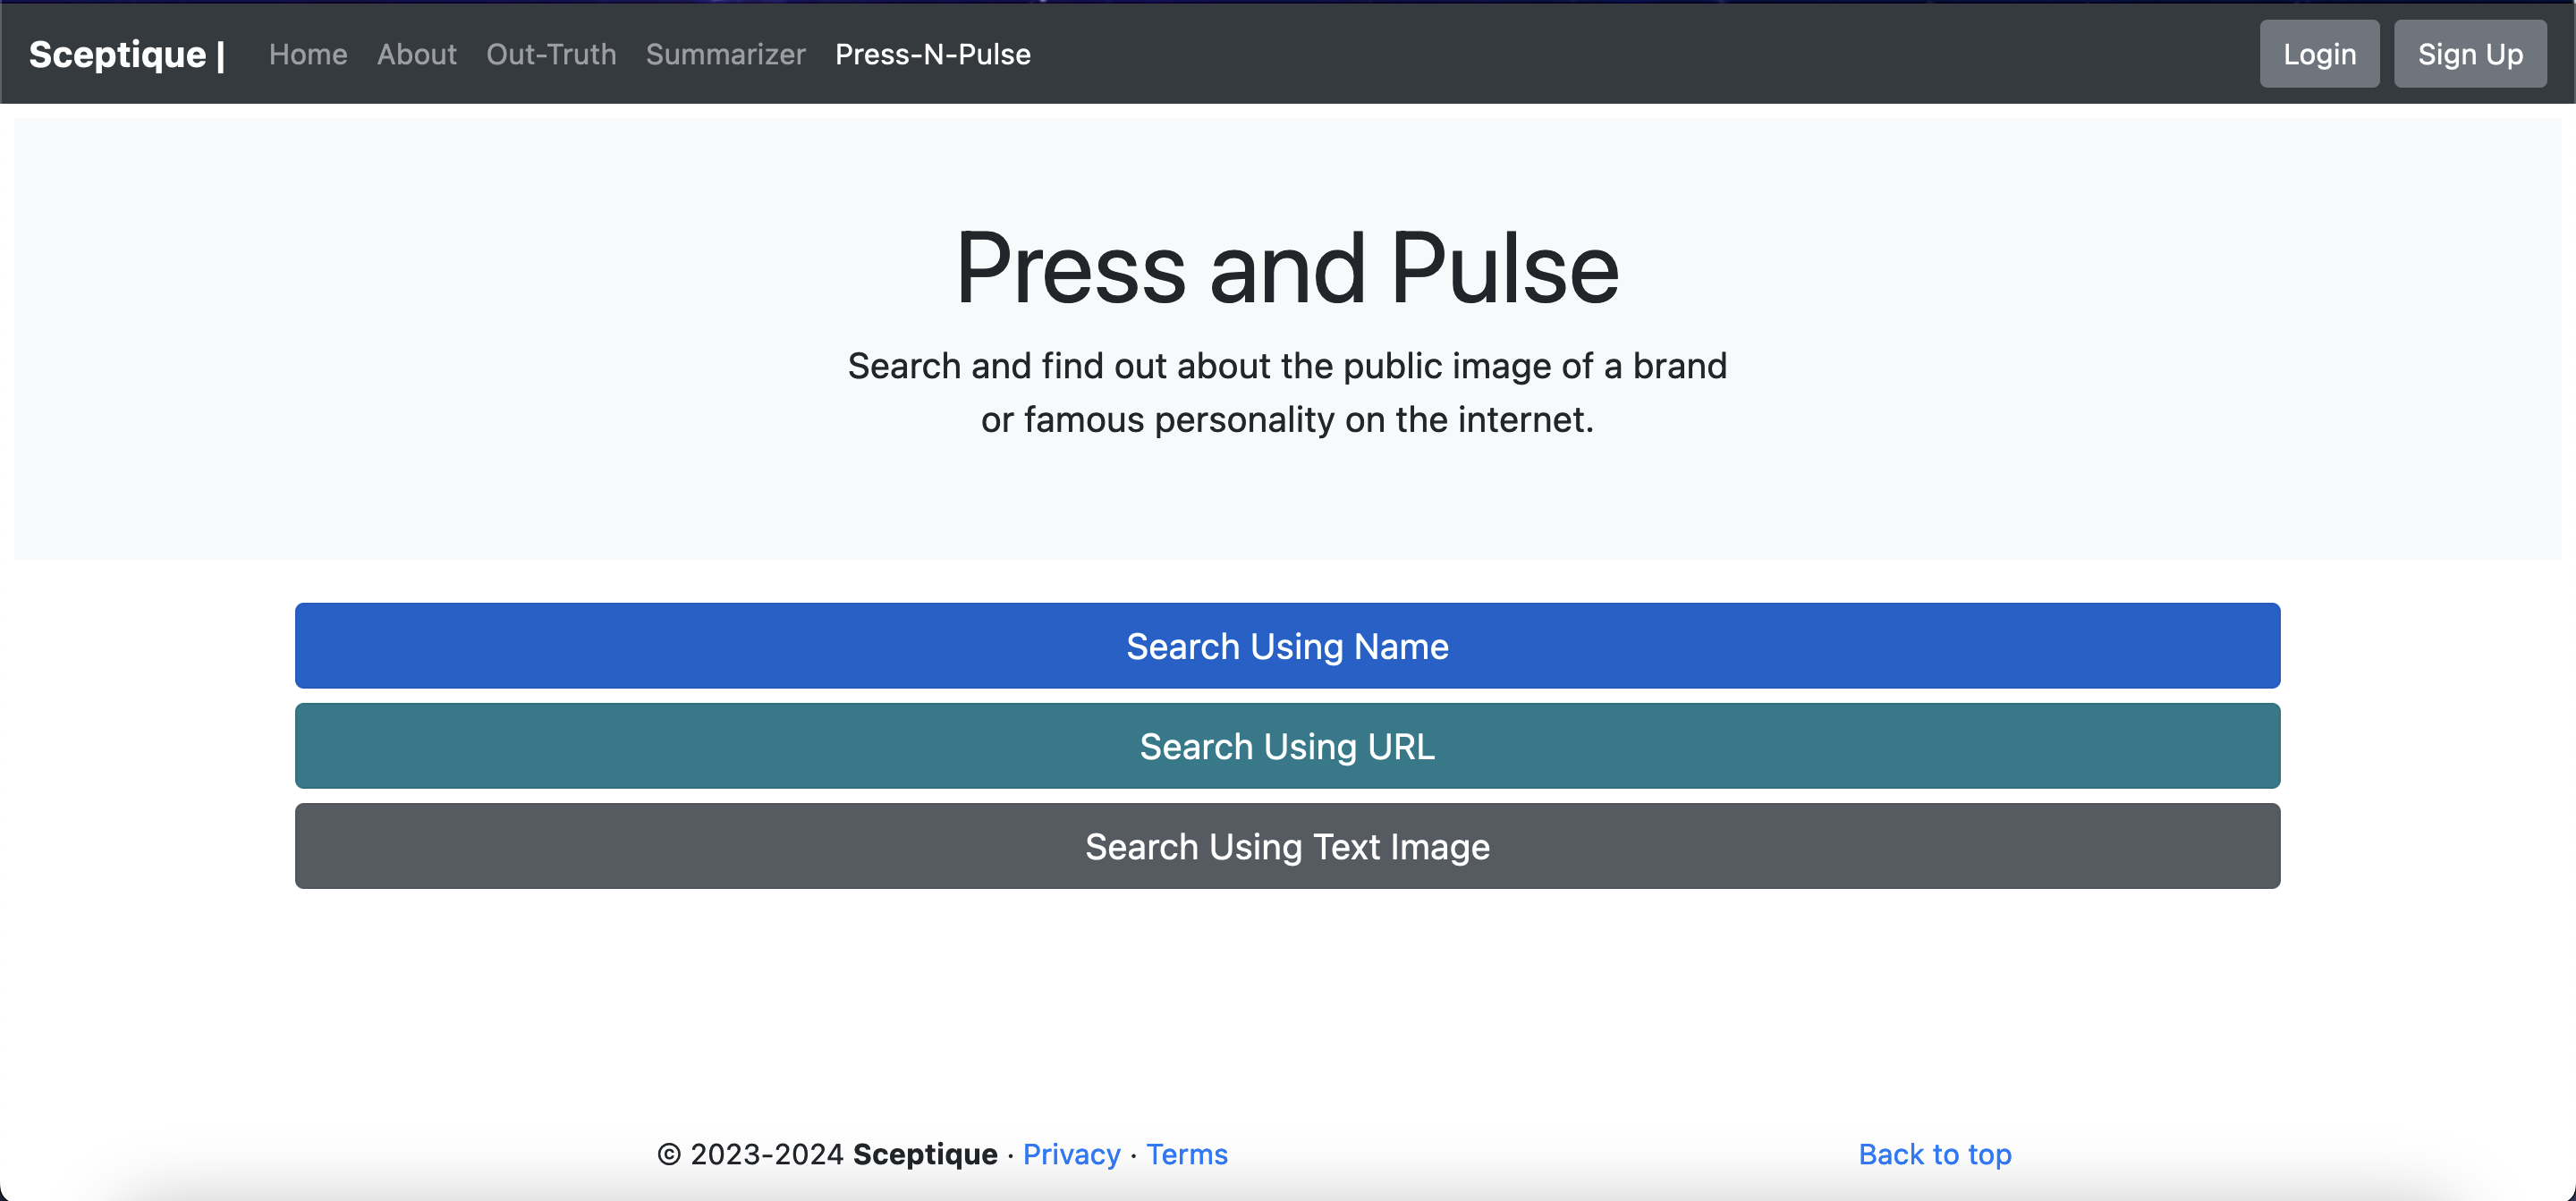 Sceptique | Home About Out-Truth Summarizer Press-N-Pulse Login Sign Up
Press and Pulse
Search and find out about the public image of a brand
or famous personality on the internet.
Search Using Name
Search Using URL
Search Using Text Image
© 2023-2024 Sceptique · Privacy · Terms Back to top